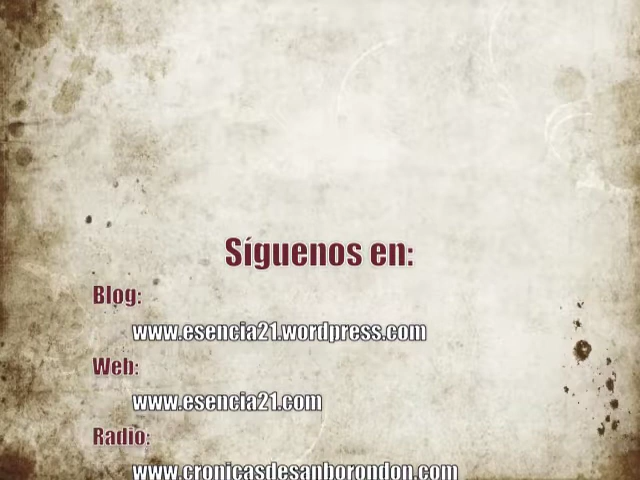 Síguenos en:
Blog:
www.esencia21.wordpress.com
Web:
www.esencia21.com
Radio:
www.cronicasdesanborondon.com